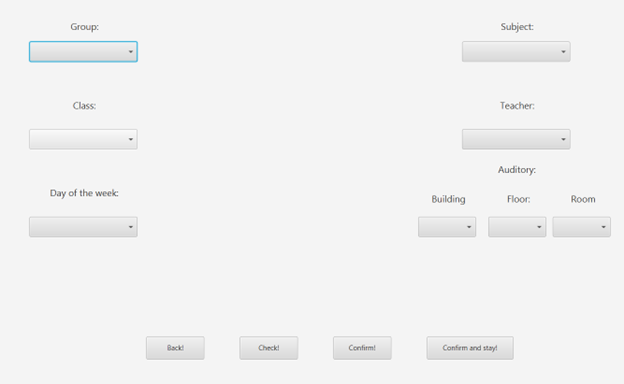 Group:
Subject:
Class:
Teacher:
Auditory:
Day of the week:
Building
Floor:
Room
Back!
Check!
Confirm!
Confirm and stay!